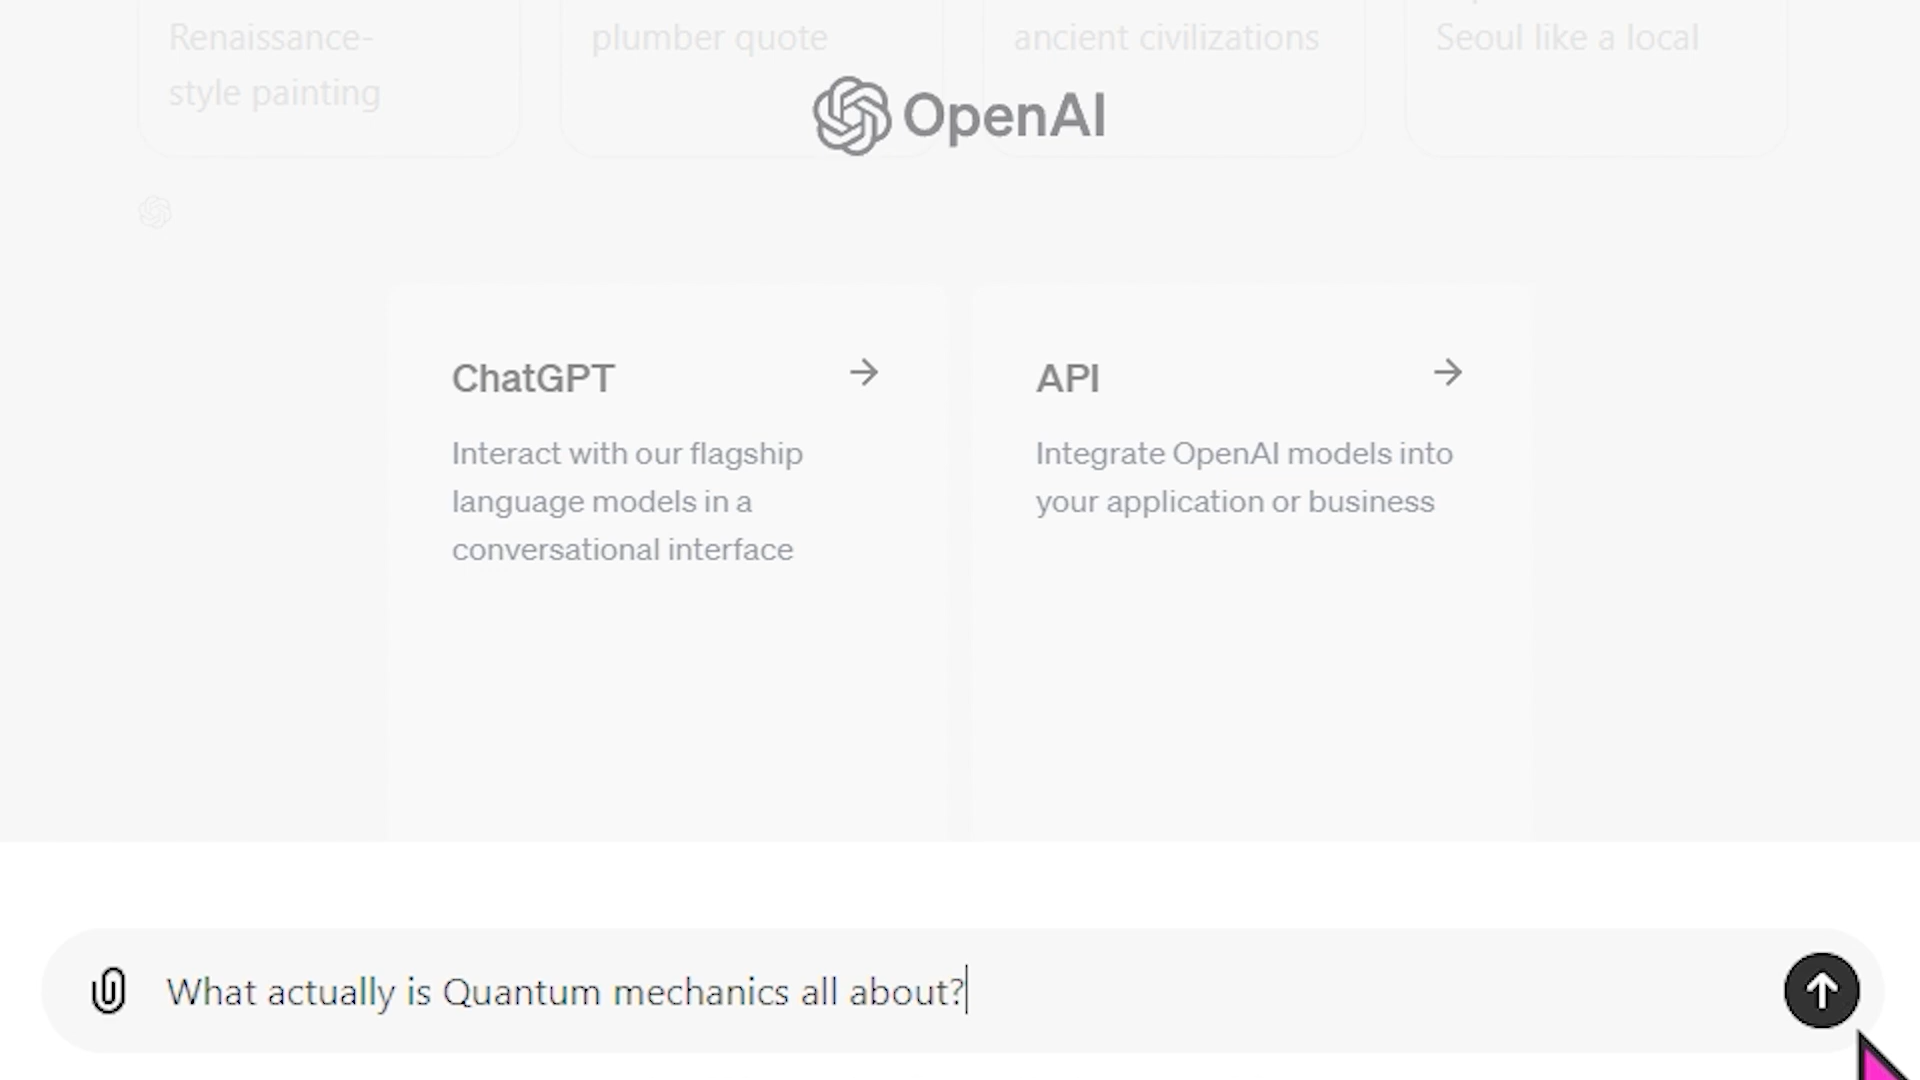 Renaissance-
style painting
plumber quote
ancient civilizations
Seoul like a local
OpenAI
ChatGPT
Interact with our flagship
language models in a
conversational interface
API
Integrate OpenAI models into
your application or business
What actually is Quantum mechanics all about?